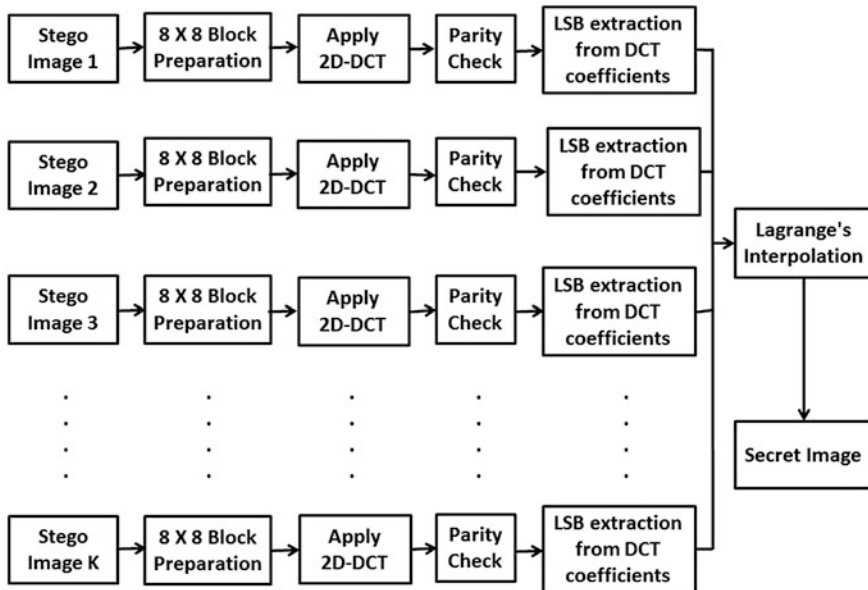 Stego
Image 1
8 X 8 Block
Preparation
Apply
2D-DCT
Parity
Check
LSB extraction
from DCT
coefficients
Stego
Image 2
8 X 8 Block
Preparation
Apply
2D-DCT
Parity
Check
LSB extraction
from DCT
coefficients
Lagrange's
Interpolation
Stego
Image 3
8 X 8 Block
Preparation
Apply
2D-DCT
Parity
Check
LSB extraction
from DCT
coefficients
Secret Image
Stego
Image K
8 X 8 Block
Preparation
Apply
2D-DCT
Parity
Check
LSB extraction
from DCT
coefficients